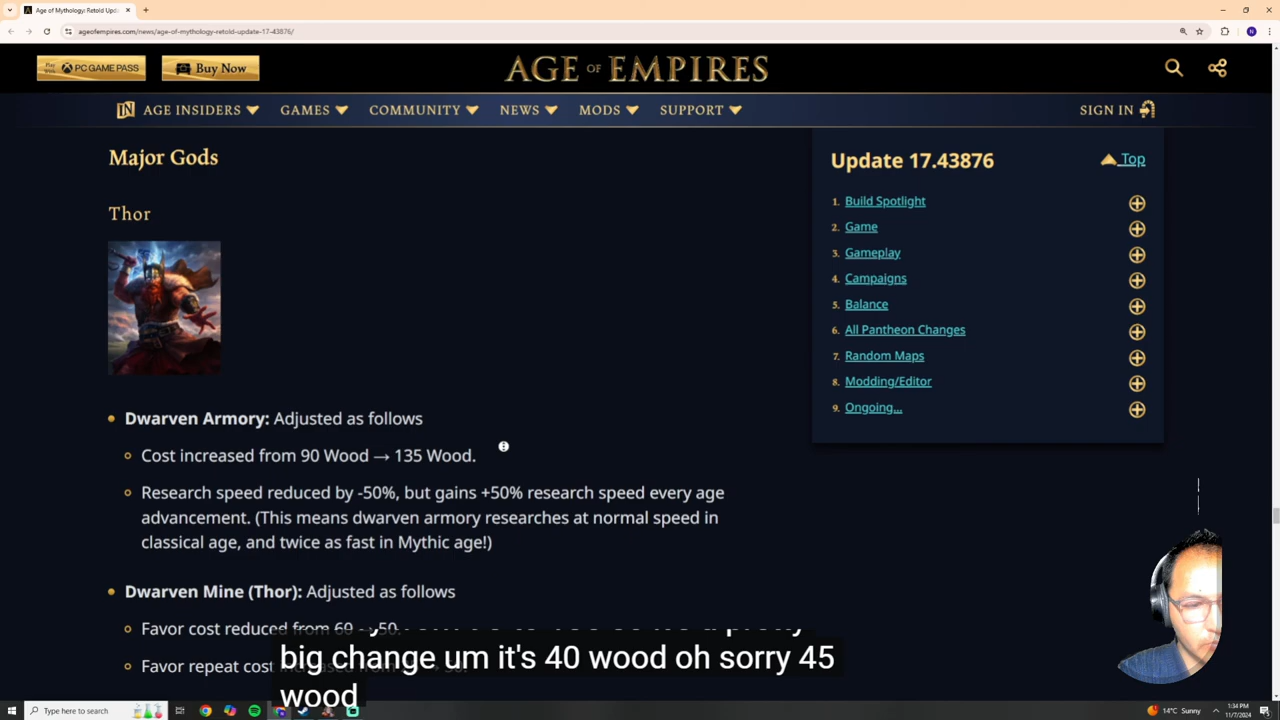 Age of Mythology: Retold Upd
ageofempires.com/news/age-of-mythology-retold-update-17-43876/
Play With PC GAME PASS
Buy Now
AGE OF EMPIRES
AGE INSIDERS
GAMES
COMMUNITY
NEWS
MODS
SUPPORT
SIGN IN
Major Gods
Thor
Dwarven Armory: Adjusted as follows
Cost increased from 90 Wood → 135 Wood.
Research speed reduced by -50%, but gains +50% research speed every age
advancement. (This means dwarven armory researches at normal speed in
classical age, and twice as fast in Mythic age!)
Dwarven Mine (Thor): Adjusted as follows
Favor cost reduced from 60 → 50.
Favor repeat cost
Update 17.43876
Top
1. Build Spotlight
2. Game
3. Gameplay
4. Campaigns
5. Balance
6. All Pantheon Changes
7. Random Maps
8. Modding/Editor
9. Ongoing...
big change um it's 40 wood oh sorry 45
wood
Type here to search
14°C Sunny
1:34 PM
11/7/2024